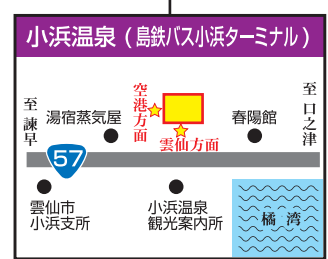 小浜温泉(島鉄バス小浜ターミナル)
空港方面
至諫早
至口之津
湯宿蒸気屋
春陽館
雲仙方面
57
雲仙市
小浜支所
小浜温泉
観光案内所
橘湾